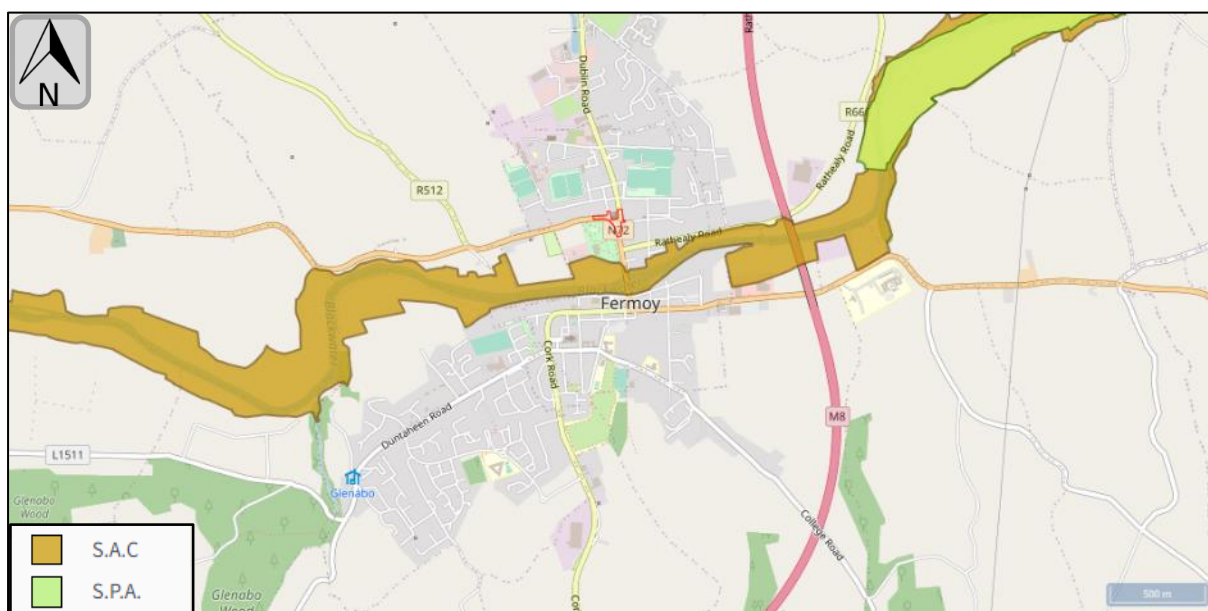 N
Dublin Road
Rathealy Road
R66
R512
N72
Rathealy Road
Blackwater
Fermoy
Cork Road
Duntaheen Road
M8
L1511
Glenabo
Wood
Glenabo
College Road
Glenabo
S.A.C
S.P.A.
500 m